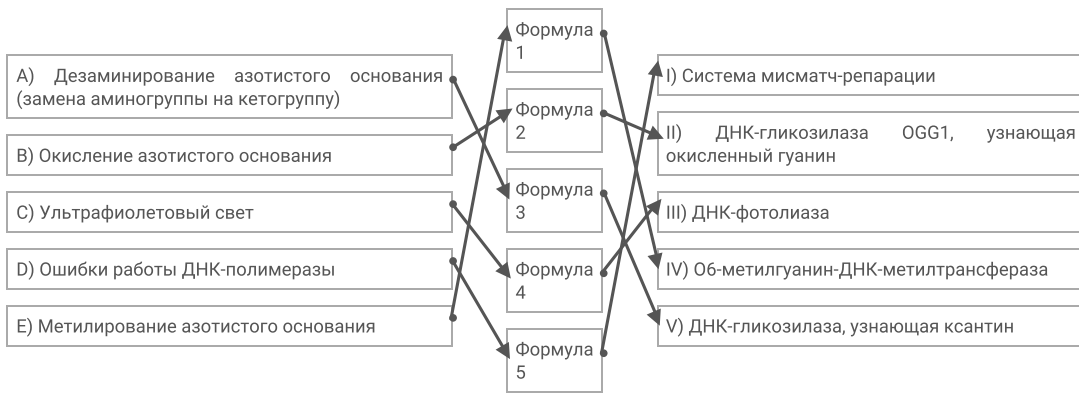 A) Дезаминирование азотистого основания
(замена аминогруппы на кетогруппу)
B) Окисление азотистого основания
C) Ультрафиолетовый свет
D) Ошибки работы ДНК-полимеразы
E) Метилирование азотистого основания
Формула
1
Формула
2
Формула
3
Формула
4
Формула
5
I) Система мисматч-репарации
II) ДНК-гликозилаза OGG1, узнающая
окисленный гуанин
III) ДНК-фотолиаза
IV) О6-метилгуанин-ДНК-метилтрансфераза
V) ДНК-гликозилаза, узнающая ксантин